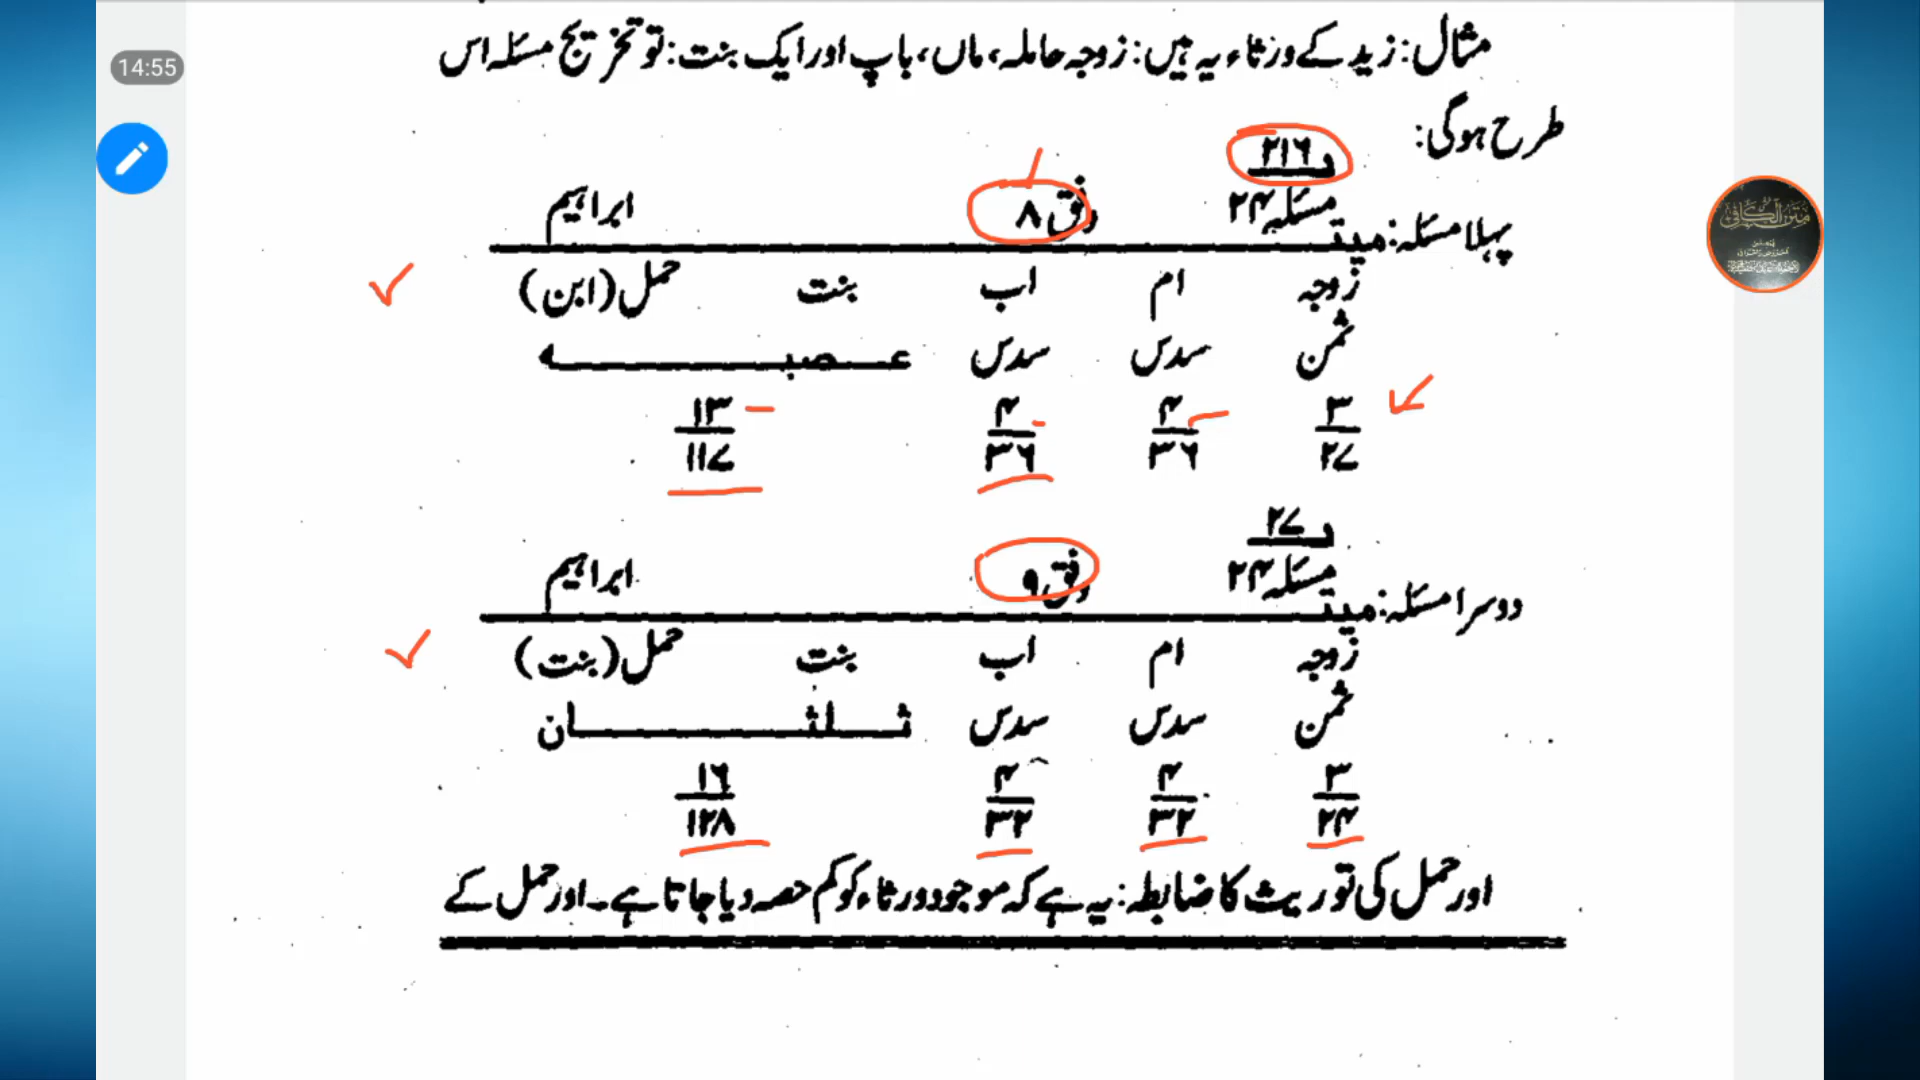 14:55
مثال: زید کے ورثاء یہ ہیں: زوجہ حاملہ، ماں، باپ اور ایک بنت: تو تخریج مسئلہ اس
طرح ہوگی:
۲۱۶
پہلا مسئلہ: میت مسئلہ ۲۴ وفق ۸ ابراہیم
زوجہ ام اب بنت حمل (ابن)
ثمن سدس سدس عصبہ
۳ ۴ ۴ ۱۳
۲۷ ۳۶ ۳۶ ۱۱۷
۲۷
دوسرا مسئلہ: میت مسئلہ ۲۴ وفق ۹ ابراہیم
زوجہ ام اب بنت حمل (بنت)
ثمن سدس سدس ثلثان
۳ ۴ ۴ ۱۶
۲۴ ۳۲ ۳۲ ۱۲۸
اور حمل کی توریث کا ضابطہ: یہ ہے کہ موجود ورثاء کو کم حصہ دیا جاتا ہے۔ اور حمل کے
متن الکافی